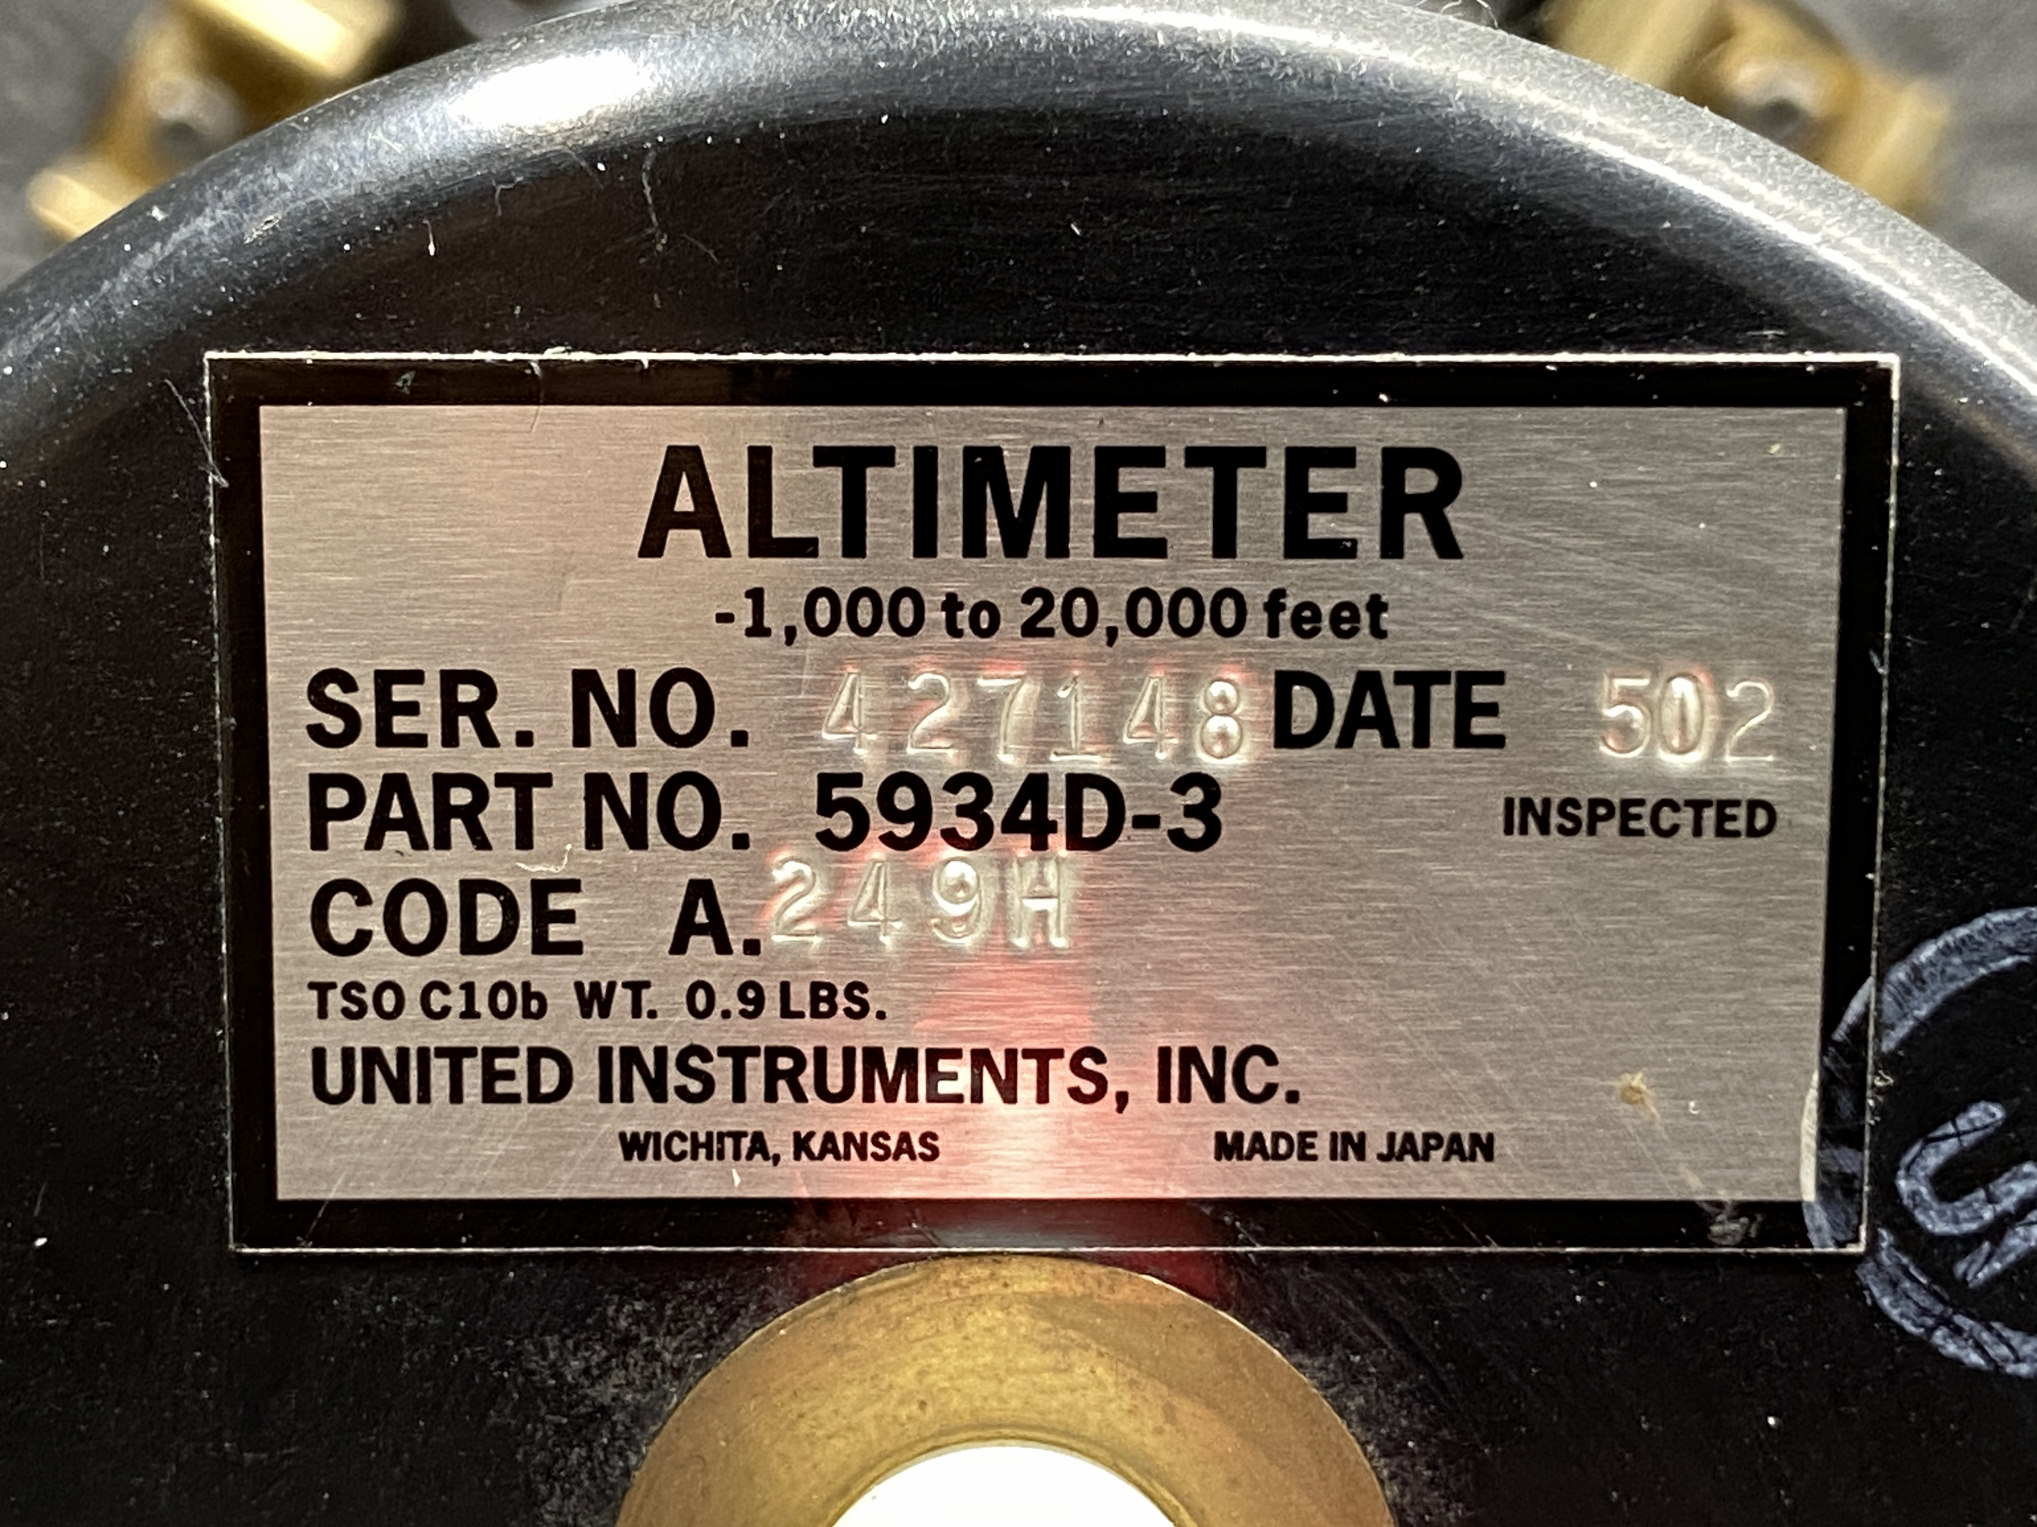 ALTIMETER
-1,000 to 20,000 feet
SER. NO. 427148 DATE 502
PART NO. 5934D-3 INSPECTED
CODE A. 249H
TSO C10b WT. 0.9 LBS.
UNITED INSTRUMENTS, INC.
WICHITA, KANSAS MADE IN JAPAN